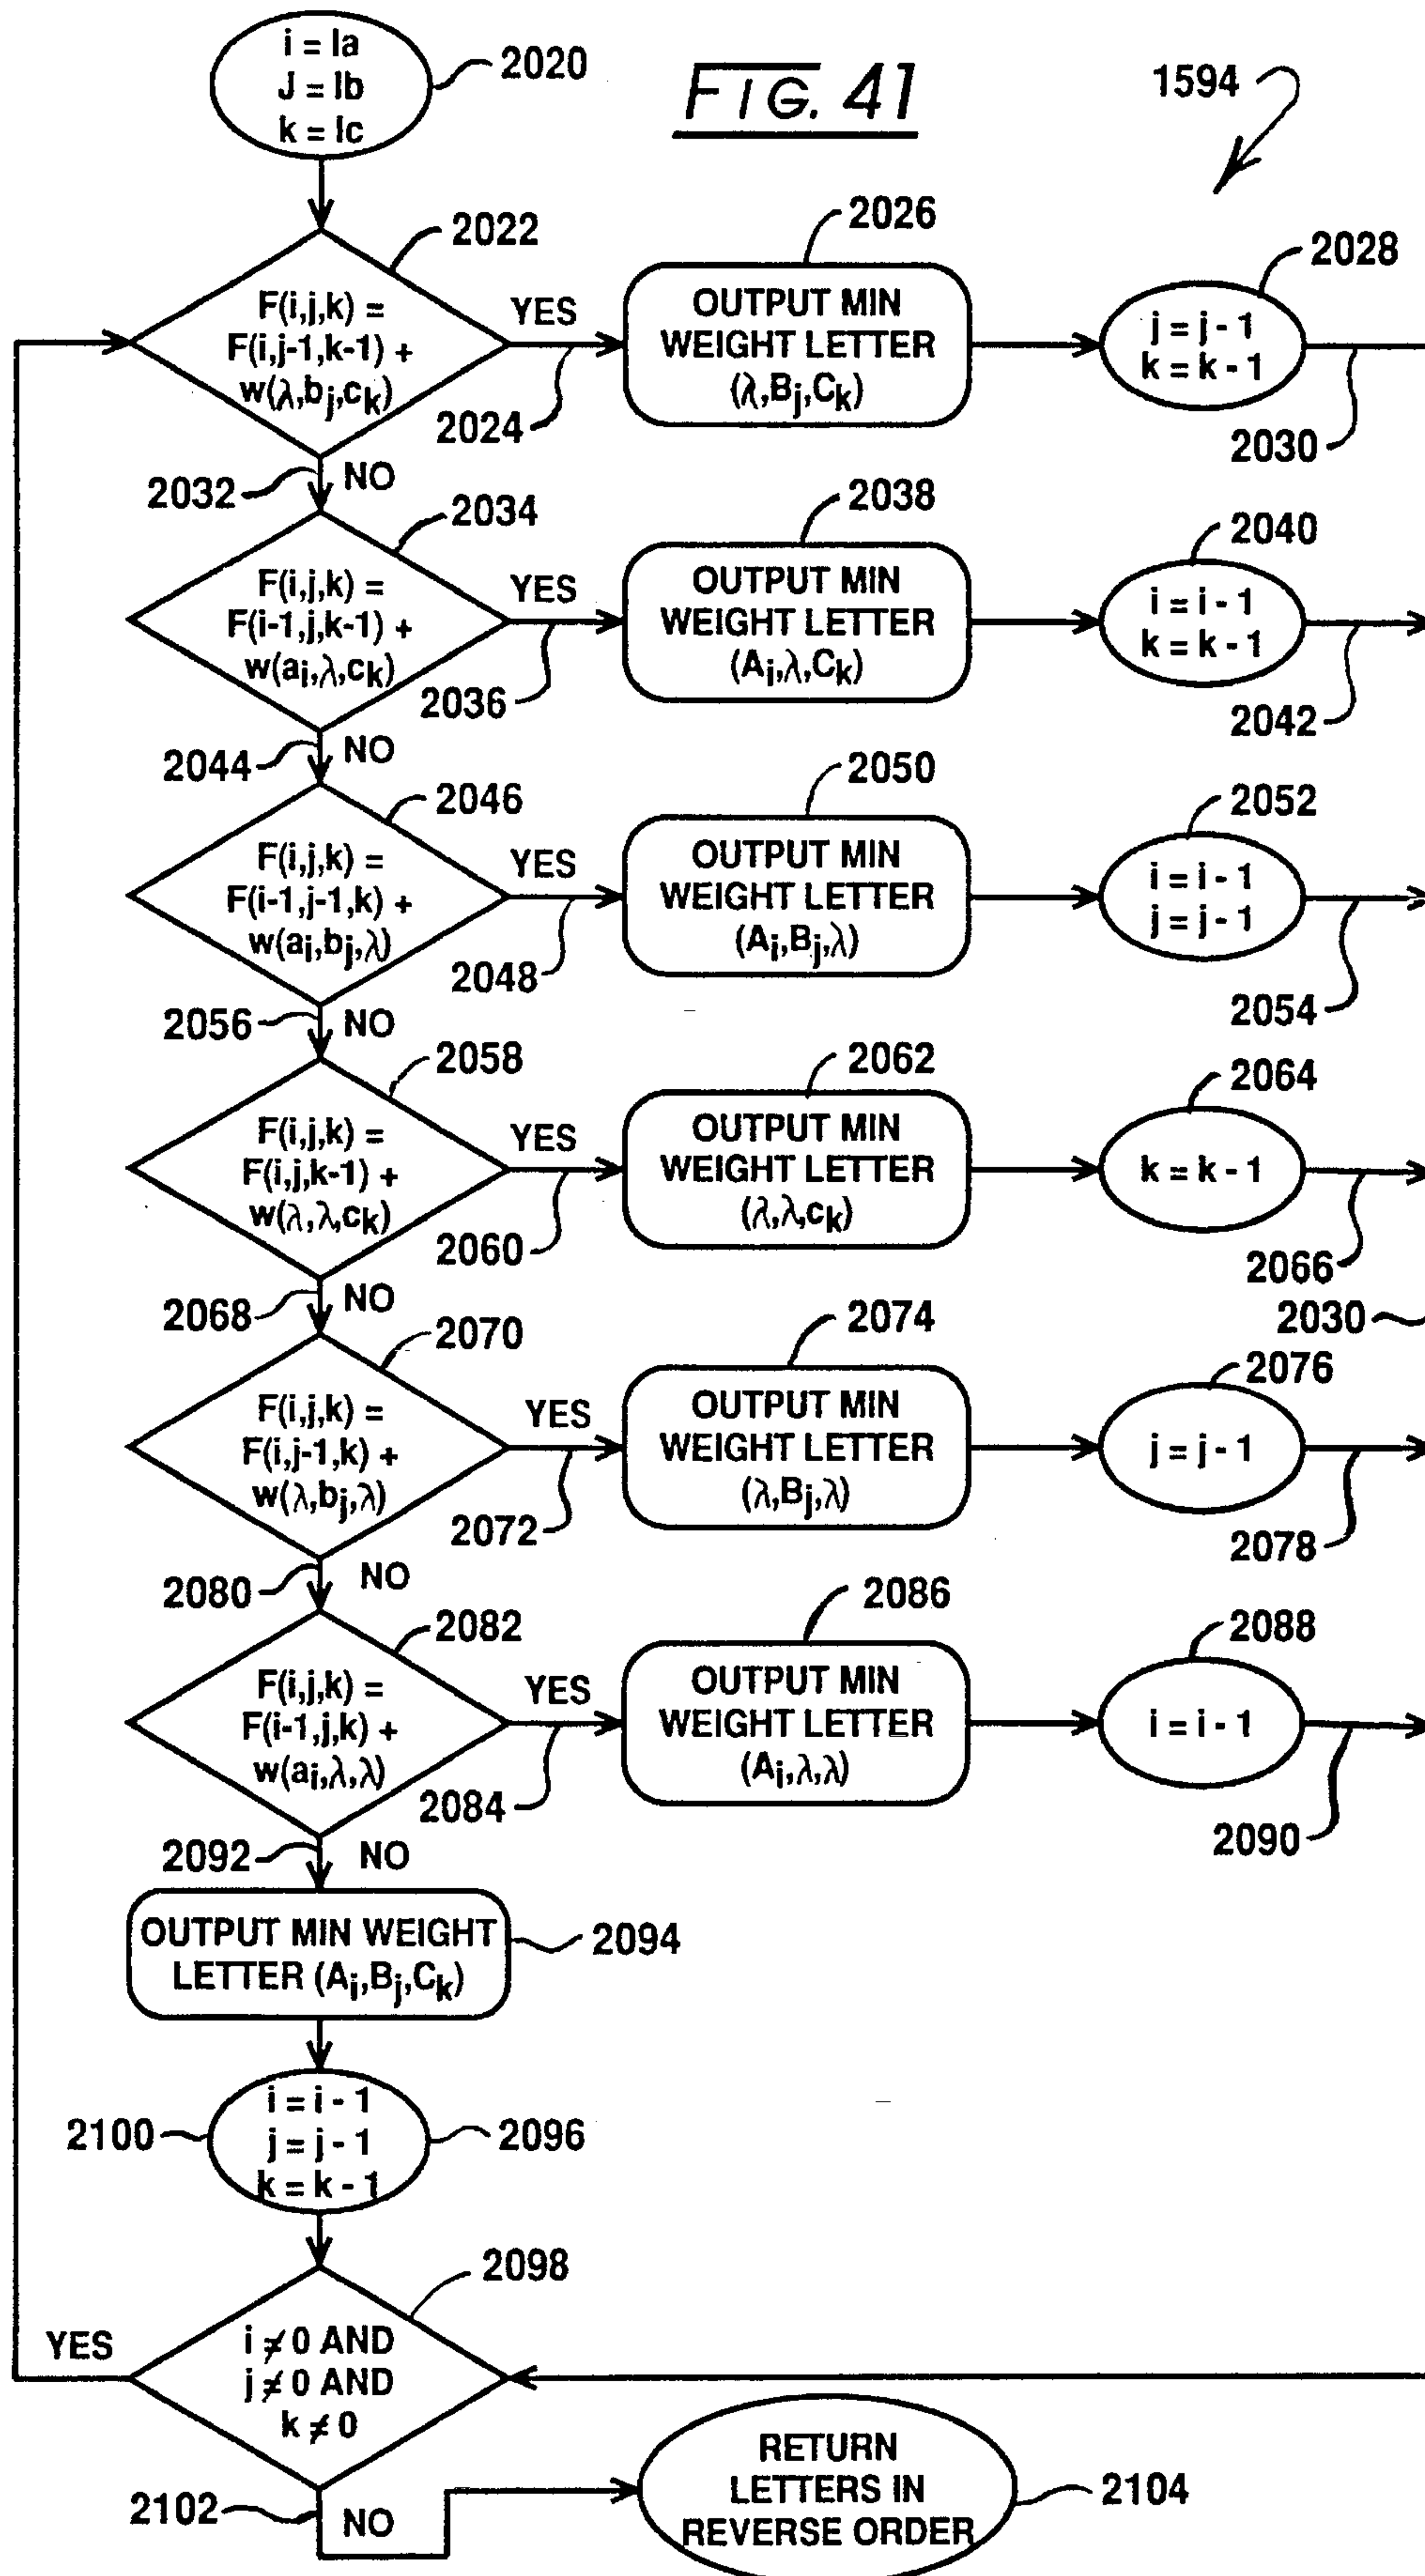 i = Ia
J = Ib
k = Ic
2020
FIG. 41
1594
2022
F(i,j,k) =
F(i,j-1,k-1) +
w(λ,bj,ck)
YES
2024
2026
OUTPUT MIN
WEIGHT LETTER
(λ,Bj,Ck)
2028
j = j - 1
k = k - 1
2030
2032
NO
2034
F(i,j,k) =
F(i-1,j,k-1) +
w(ai,λ,ck)
YES
2036
2038
OUTPUT MIN
WEIGHT LETTER
(Ai,λ,Ck)
2040
i = i - 1
k = k - 1
2042
2044
NO
2046
F(i,j,k) =
F(i-1,j-1,k) +
w(ai,bj,λ)
YES
2048
2050
OUTPUT MIN
WEIGHT LETTER
(Ai,Bj,λ)
2052
i = i - 1
j = j - 1
2054
2056
NO
2058
F(i,j,k) =
F(i,j,k-1) +
w(λ,λ,ck)
YES
2060
2062
OUTPUT MIN
WEIGHT LETTER
(λ,λ,ck)
2064
k = k - 1
2066
2030
2068
NO
2070
F(i,j,k) =
F(i,j-1,k) +
w(λ,bj,λ)
YES
2072
2074
OUTPUT MIN
WEIGHT LETTER
(λ,Bj,λ)
2076
j = j - 1
2078
2080
NO
2082
F(i,j,k) =
F(i-1,j,k) +
w(ai,λ,λ)
YES
2084
2086
OUTPUT MIN
WEIGHT LETTER
(Ai,λ,λ)
2088
i = i - 1
2090
2092
NO
OUTPUT MIN WEIGHT
LETTER (Ai,Bj,Ck)
2094
2100
i = i - 1
j = j - 1
k = k - 1
2096
2098
YES
i ≠ 0 AND
j ≠ 0 AND
k ≠ 0
2102
NO
RETURN
LETTERS IN
REVERSE ORDER
2104